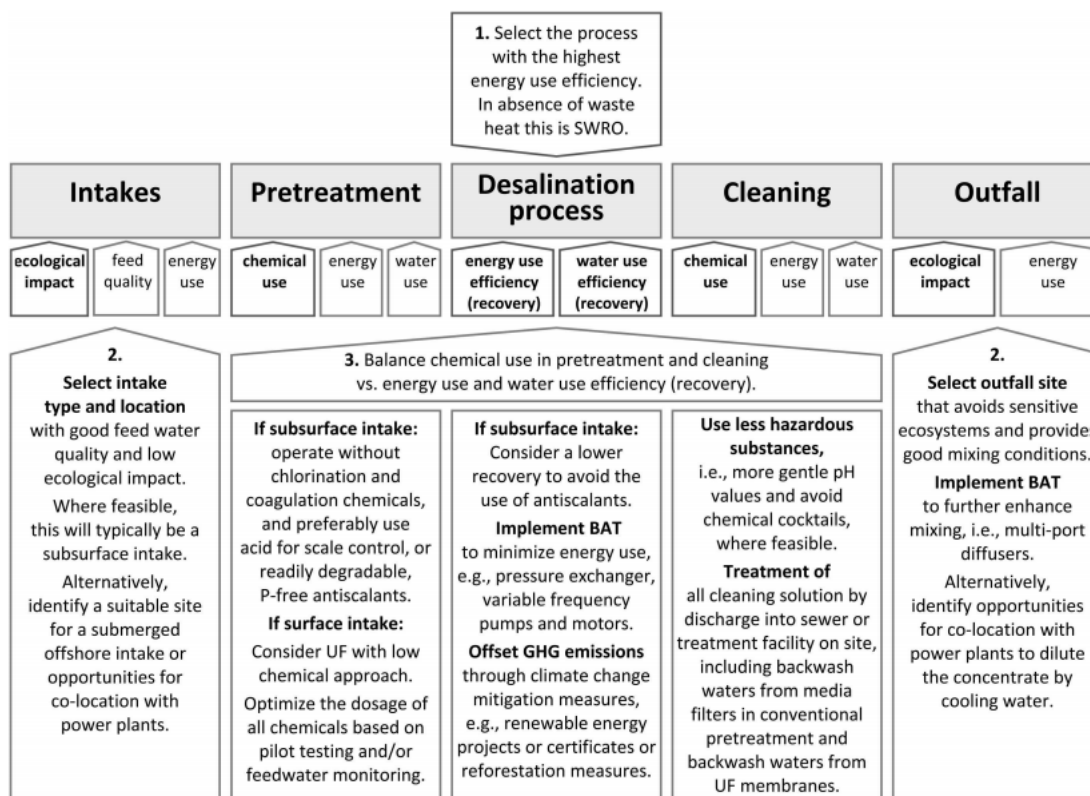 1. Select the process
with the highest
energy use efficiency.
In absence of waste
heat this is SWRO.
Intakes
Pretreatment
Desalination
process
Cleaning
Outfall
ecological
impact
feed
quality
energy
use
chemical
use
energy
use
water
use
energy use
efficiency
(recovery)
water use
efficiency
(recovery)
chemical
use
energy
use
water
use
ecological
impact
energy
use
2.
Select intake
type and location
with good feed water
quality and low
ecological impact.
Where feasible,
this will typically be a
subsurface intake.
Alternatively,
identify a suitable site
for a submerged
offshore intake or
opportunities for
co-location with
power plants.
3. Balance chemical use in pretreatment and cleaning
vs. energy use and water use efficiency (recovery).
If subsurface intake:
operate without
chlorination and
coagulation chemicals,
and preferably use
acid for scale control, or
readily degradable,
P-free antiscalants.
If surface intake:
Consider UF with low
chemical approach.
Optimize the dosage of
all chemicals based on
pilot testing and/or
feedwater monitoring.
If subsurface intake:
Consider a lower
recovery to avoid the
use of antiscalants.
Implement BAT
to minimize energy use,
e.g., pressure exchanger,
variable frequency
pumps and motors.
Offset GHG emissions
through climate change
mitigation measures,
e.g., renewable energy
projects or certificates or
reforestation measures.
Use less hazardous
substances,
i.e., more gentle pH
values and avoid
chemical cocktails,
where feasible.
Treatment of
all cleaning solution by
discharge into sewer or
treatment facility on site,
including backwash
waters from media
filters in conventional
pretreatment and
backwash waters from
UF membranes.
2.
Select outfall site
that avoids sensitive
ecosystems and provides
good mixing conditions.
Implement BAT
to further enhance
mixing, i.e., multi-port
diffusers.
Alternatively,
identify opportunities
for co-location with
power plants to dilute
the concentrate by
cooling water.